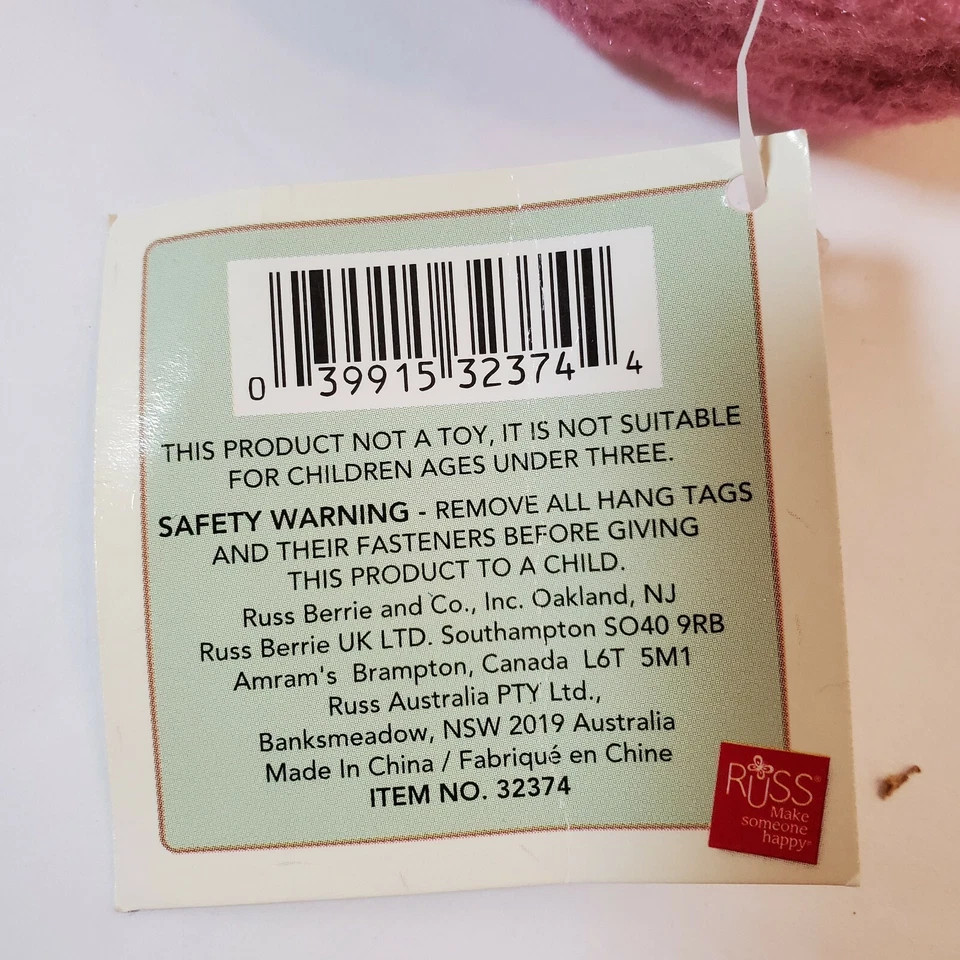 0 39915 32374 4
THIS PRODUCT NOT A TOY, IT IS NOT SUITABLE
FOR CHILDREN AGES UNDER THREE.
SAFETY WARNING - REMOVE ALL HANG TAGS
AND THEIR FASTENERS BEFORE GIVING
THIS PRODUCT TO A CHILD.
Russ Berrie and Co., Inc. Oakland, NJ
Russ Berrie UK LTD. Southampton SO40 9RB
Amram's Brampton, Canada L6T 5M1
Russ Australia PTY Ltd.,
Banksmeadow, NSW 2019 Australia
Made In China / Fabriqué en Chine
ITEM NO. 32374
RUSS®
Make
someone
happy®